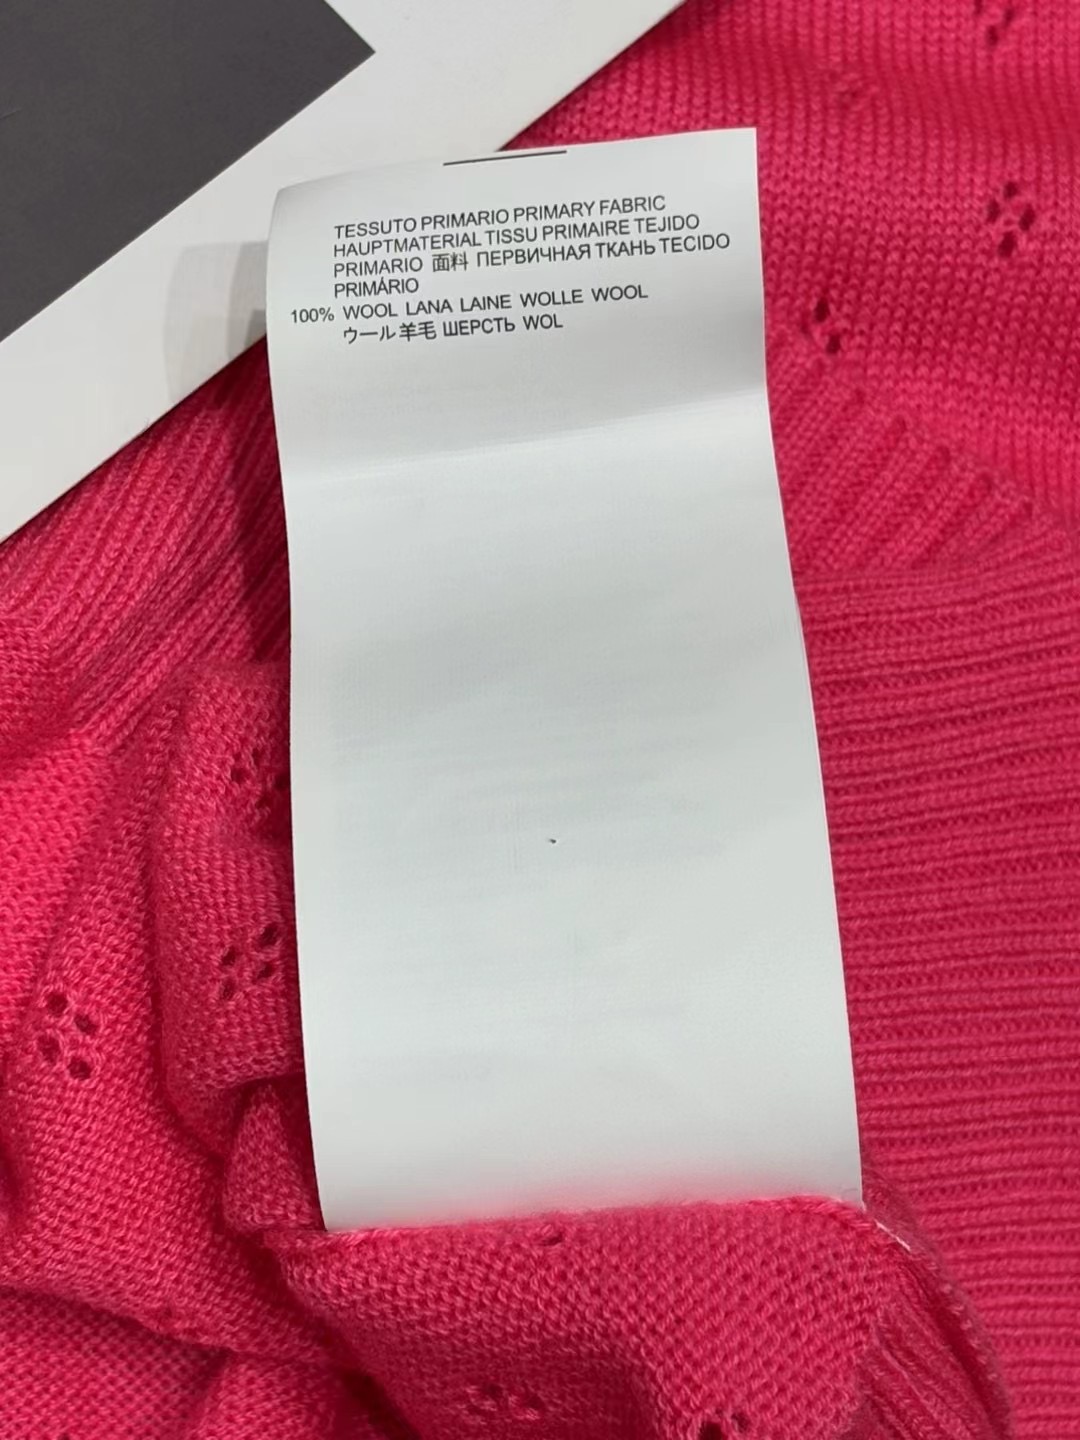 TESSUTO PRIMARIO PRIMARY FABRIC
HAUPTMATERIAL TISSU PRIMAIRE TEJIDO
PRIMARIO 面料 ПЕРВИЧНАЯ ТКАНЬ TECIDO
PRIMÁRIO
100% WOOL LANA LAINE WOLLE WOOL
ウール 羊毛 ШЕРСТЬ WOL